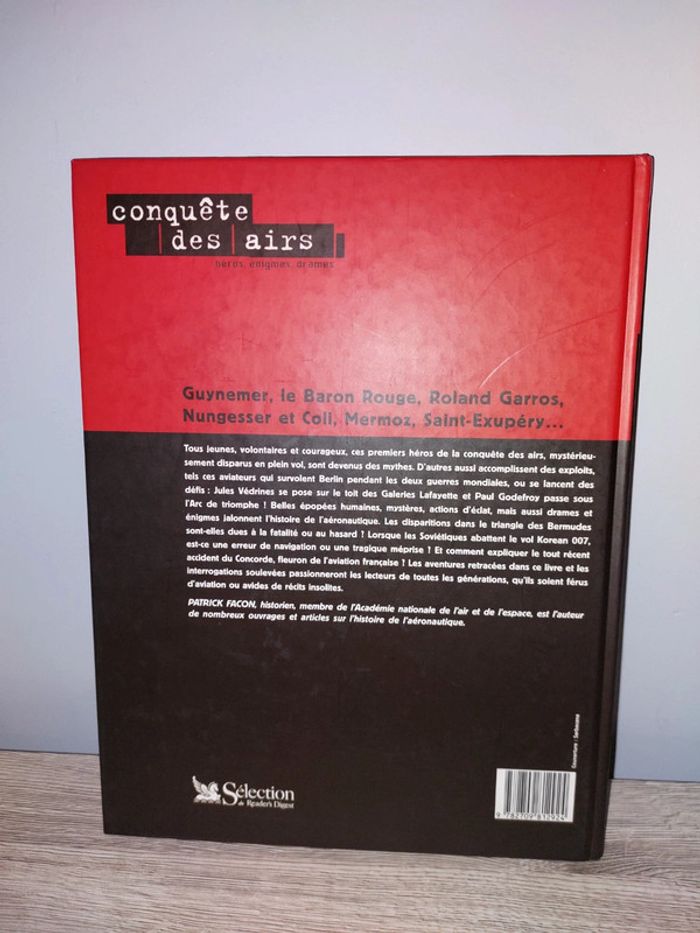 conquête
des airs
héros, énigmes, drames
Guynemer, le Baron Rouge, Roland Garros,
Nungesser et Coli, Mermoz, Saint-Exupéry...
Tous jeunes, volontaires et courageux, ces premiers héros de la conquête des airs, mystérieu-
sement disparus en plein vol, sont devenus des mythes. D'autres aussi accomplissent des exploits,
tels ces aviateurs qui survolent Berlin pendant les deux guerres mondiales, ou se lancent des
défis : Jules Védrines se pose sur le toit des Galeries Lafayette et Paul Godefroy passe sous
l'Arc de triomphe ! Belles épopées humaines, mystères, actions d'éclat, mais aussi drames et
énigmes jalonnent l'histoire de l'aéronautique. Les disparitions dans le triangle des Bermudes
sont-elles dues à la fatalité ou au hasard ? Lorsque les Soviétiques abattent le vol Korean 007,
est-ce une erreur de navigation ou une tragique méprise ? Et comment expliquer le tout récent
accident du Concorde, fleuron de l'aviation française ? Les aventures retracées dans ce livre et les
interrogations soulevées passionneront les lecteurs de toutes les générations, qu'ils soient férus
d'aviation ou avides de récits insolites.
PATRICK FACON, historien, membre de l'Académie nationale de l'air et de l'espace, est l'auteur
de nombreux ouvrages et articles sur l'histoire de l'aéronautique.
Couverture : Sarbacane
Sélection
du Reader's Digest
9 782709 812924